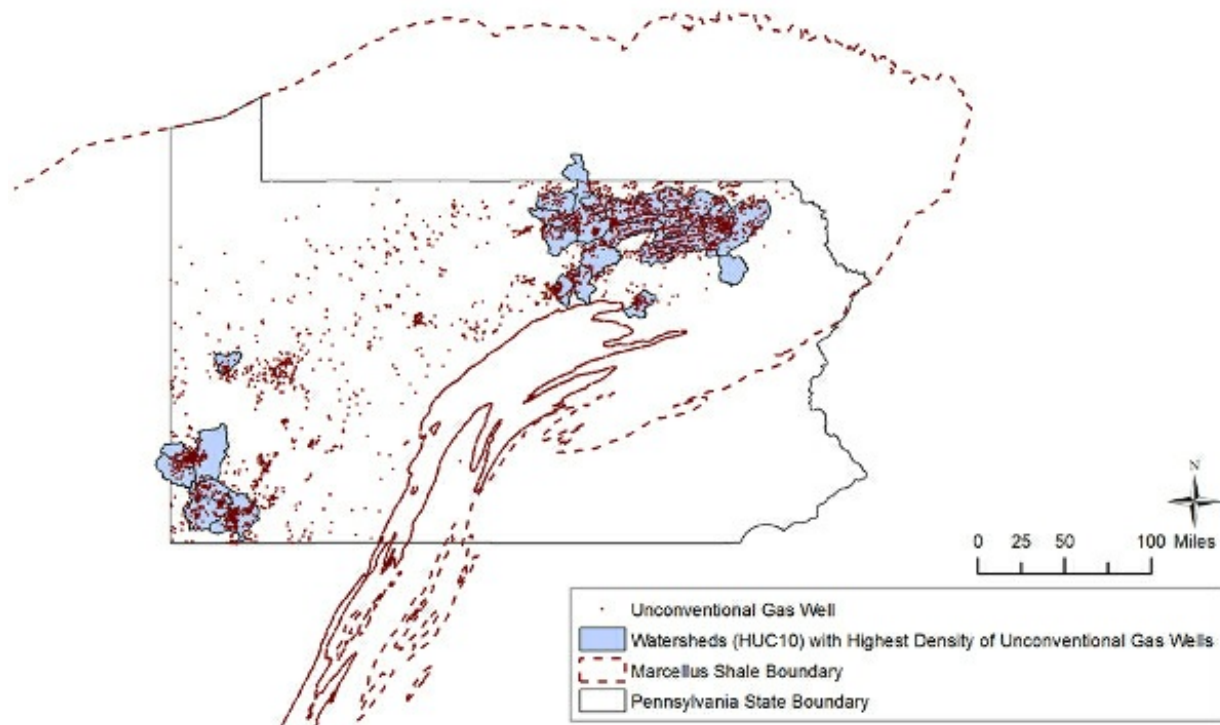 N
0 25 50 100 Miles
Unconventional Gas Well
Watersheds (HUC10) with Highest Density of Unconventional Gas Wells
Marcellus Shale Boundary
Pennsylvania State Boundary